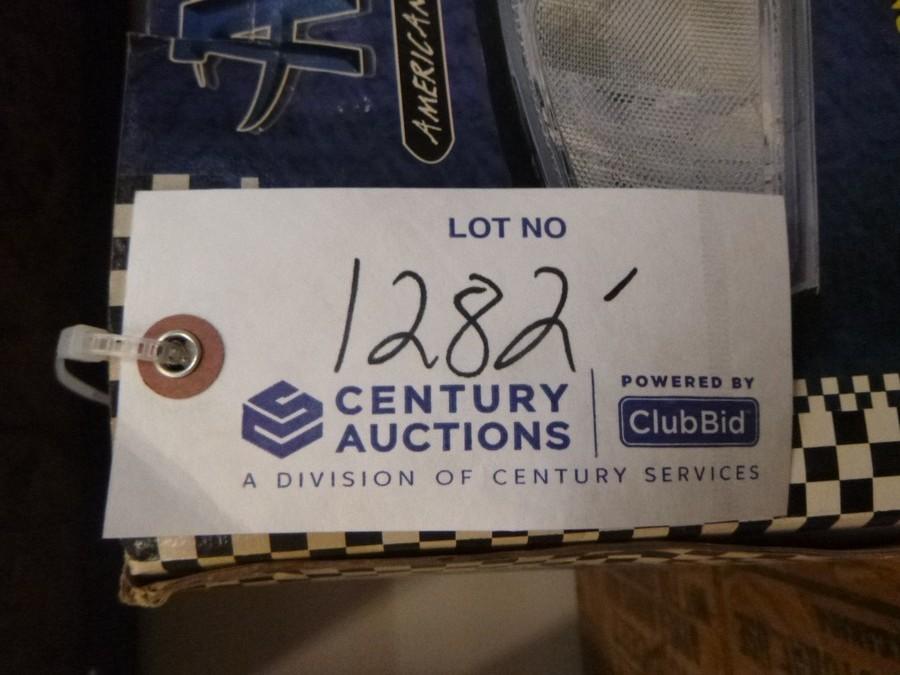 AMERICAN
LOT NO
1282
CENTURY
AUCTIONS
A DIVISION OF CENTURY SERVICES
POWERED BY
ClubBid